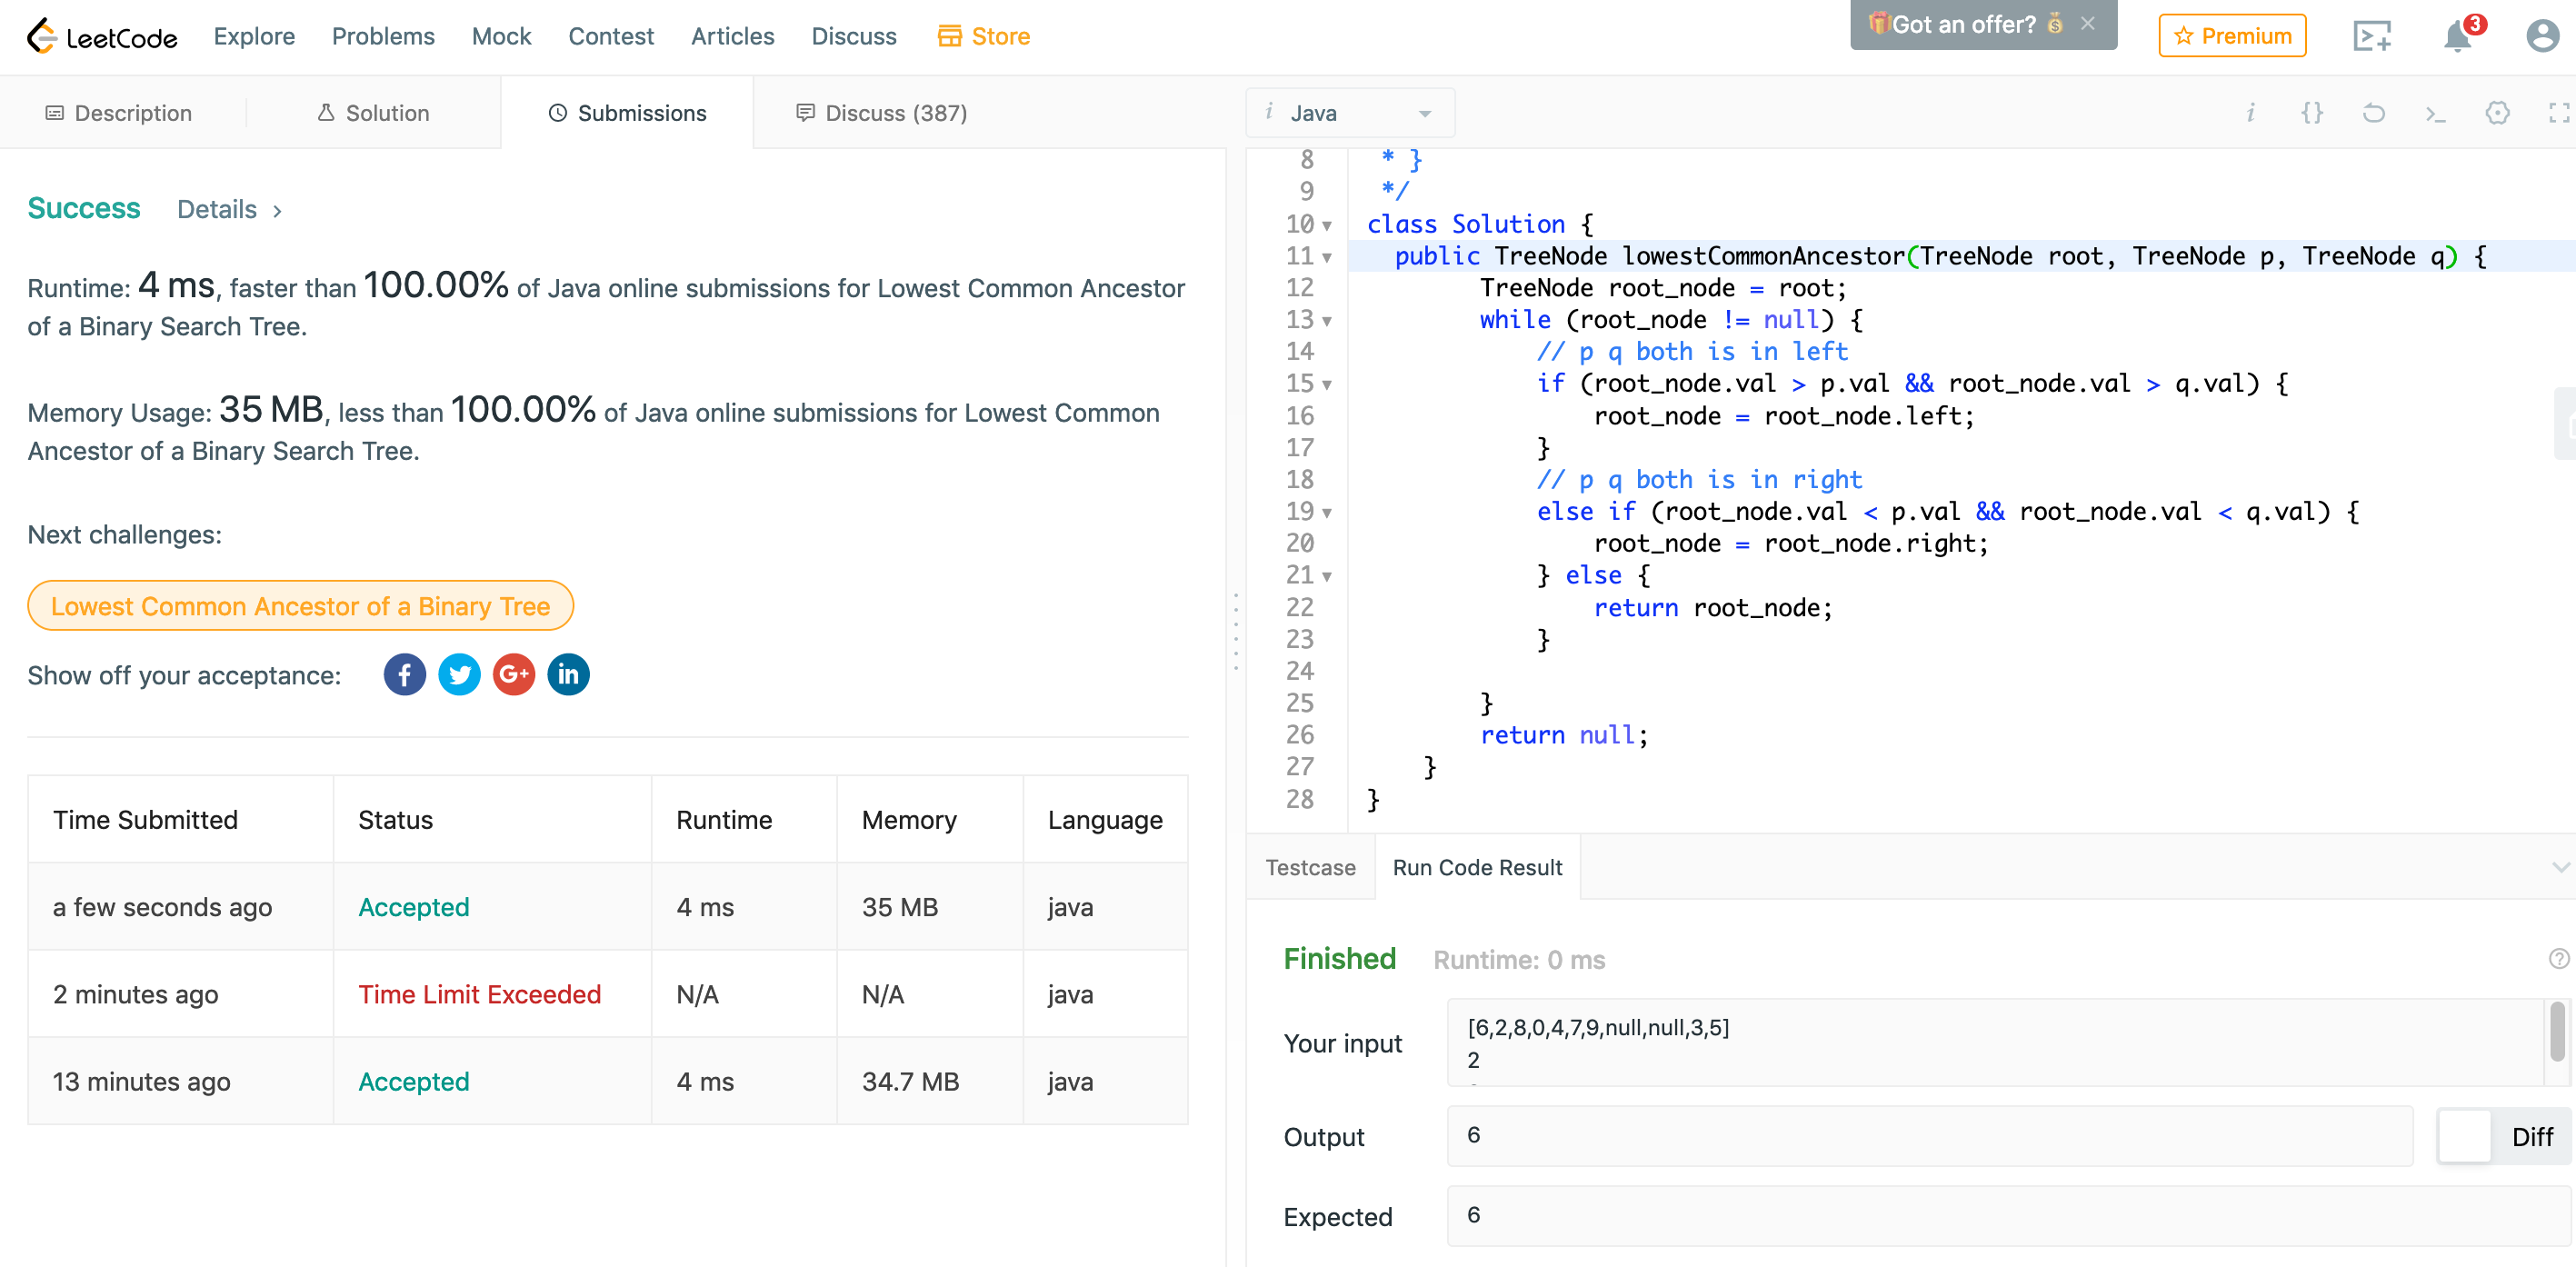 LeetCode Explore Problems Mock Contest Articles Discuss Store 🎁Got an offer? 💰 × Premium 3
Description Solution Submissions Discuss (387)
Success Details >
Runtime: 4 ms, faster than 100.00% of Java online submissions for Lowest Common Ancestor
of a Binary Search Tree.
Memory Usage: 35 MB, less than 100.00% of Java online submissions for Lowest Common
Ancestor of a Binary Search Tree.
Next challenges:
Lowest Common Ancestor of a Binary Tree
Show off your acceptance: f G+ in
Time Submitted Status Runtime Memory Language
a few seconds ago Accepted 4 ms 35 MB java
2 minutes ago Time Limit Exceeded N/A N/A java
13 minutes ago Accepted 4 ms 34.7 MB java
i Java i {} >_
8 * }
9 */
10 class Solution {
11 public TreeNode lowestCommonAncestor(TreeNode root, TreeNode p, TreeNode q) {
12 TreeNode root_node = root;
13 while (root_node != null) {
14 // p q both is in left
15 if (root_node.val > p.val && root_node.val > q.val) {
16 root_node = root_node.left;
17 }
18 // p q both is in right
19 else if (root_node.val < p.val && root_node.val < q.val) {
20 root_node = root_node.right;
21 } else {
22 return root_node;
23 }
24
25 }
26 return null;
27 }
28 }
Testcase Run Code Result
Finished Runtime: 0 ms ?
Your input [6,2,8,0,4,7,9,null,null,3,5]
2
Output 6 Diff
Expected 6